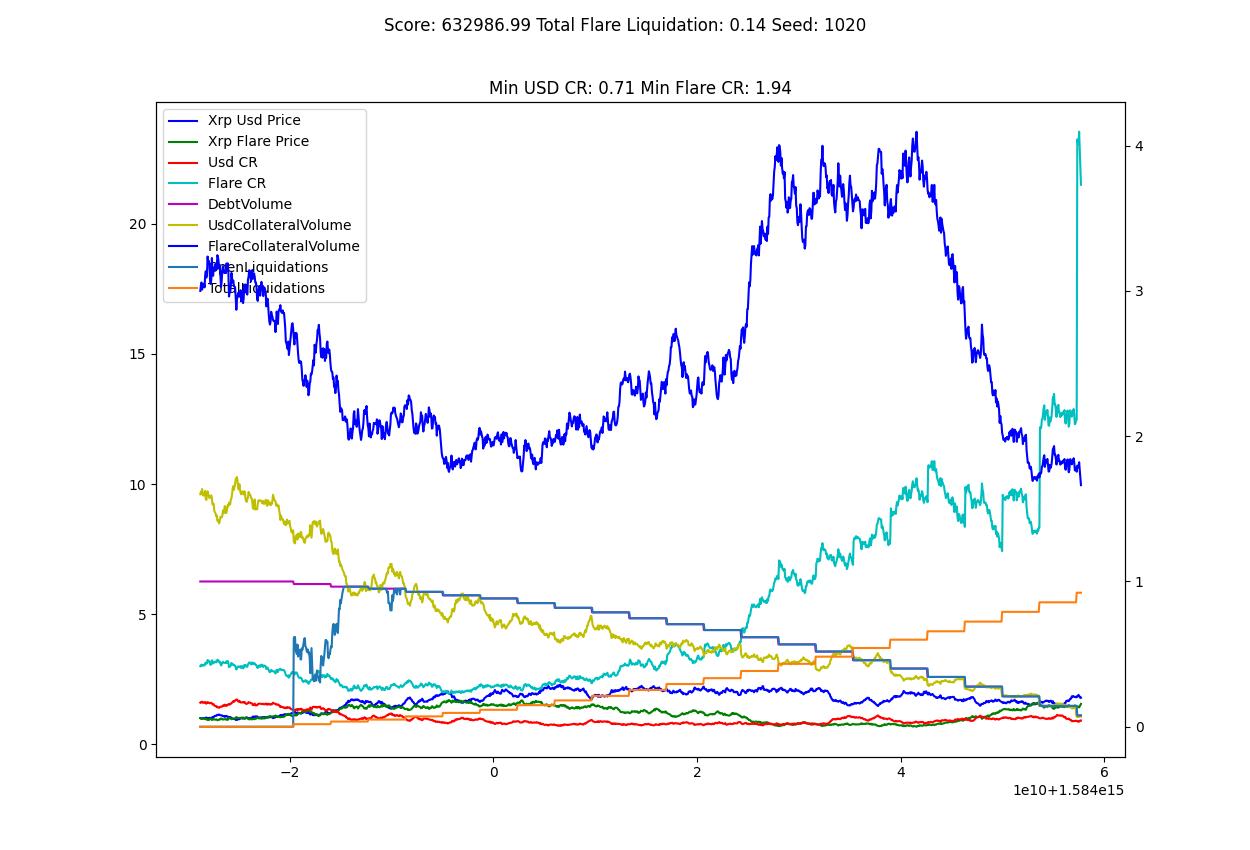 Score: 632986.99 Total Flare Liquidation: 0.14 Seed: 1020
Min USD CR: 0.71 Min Flare CR: 1.94
Xrp Usd Price
Xrp Flare Price
Usd CR
Flare CR
DebtVolume
UsdCollateralVolume
FlareCollateralVolume
OpenLiquidations
TotalLiquidations
20
15
10
5
0
4
3
2
1
0
−2
0
2
4
6
1e10+1.584e15